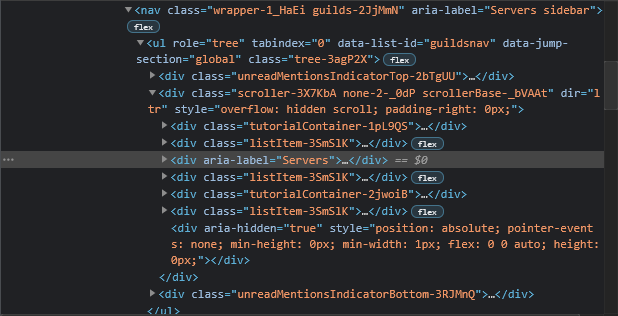 ▼<nav class="wrapper-1_HaEi guilds-2JjMmN" aria-label="Servers sidebar">
flex
▼<ul role="tree" tabindex="0" data-list-id="guildsnav" data-jump-
section="global" class="tree-3agP2X"> flex
▶<div class="unreadMentionsIndicatorTop-2bTgUU">…</div>
▼<div class="scroller-3X7KbA none-2-_0dP scrollerBase-_bVAAt" dir="l
tr" style="overflow: hidden scroll; padding-right: 0px;">
▶<div class="tutorialContainer-1pL9QS">…</div>
▶<div class="listItem-3SmSlK">…</div> flex
… ▶<div aria-label="Servers">…</div> == $0
▶<div class="listItem-3SmSlK">…</div> flex
▶<div class="tutorialContainer-2jwoiB">…</div>
▶<div class="listItem-3SmSlK">…</div> flex
<div aria-hidden="true" style="position: absolute; pointer-event
s: none; min-height: 0px; min-width: 1px; flex: 0 0 auto; height:
0px;"></div>
</div>
▶<div class="unreadMentionsIndicatorBottom-3RJMnQ">…</div>
</ul>